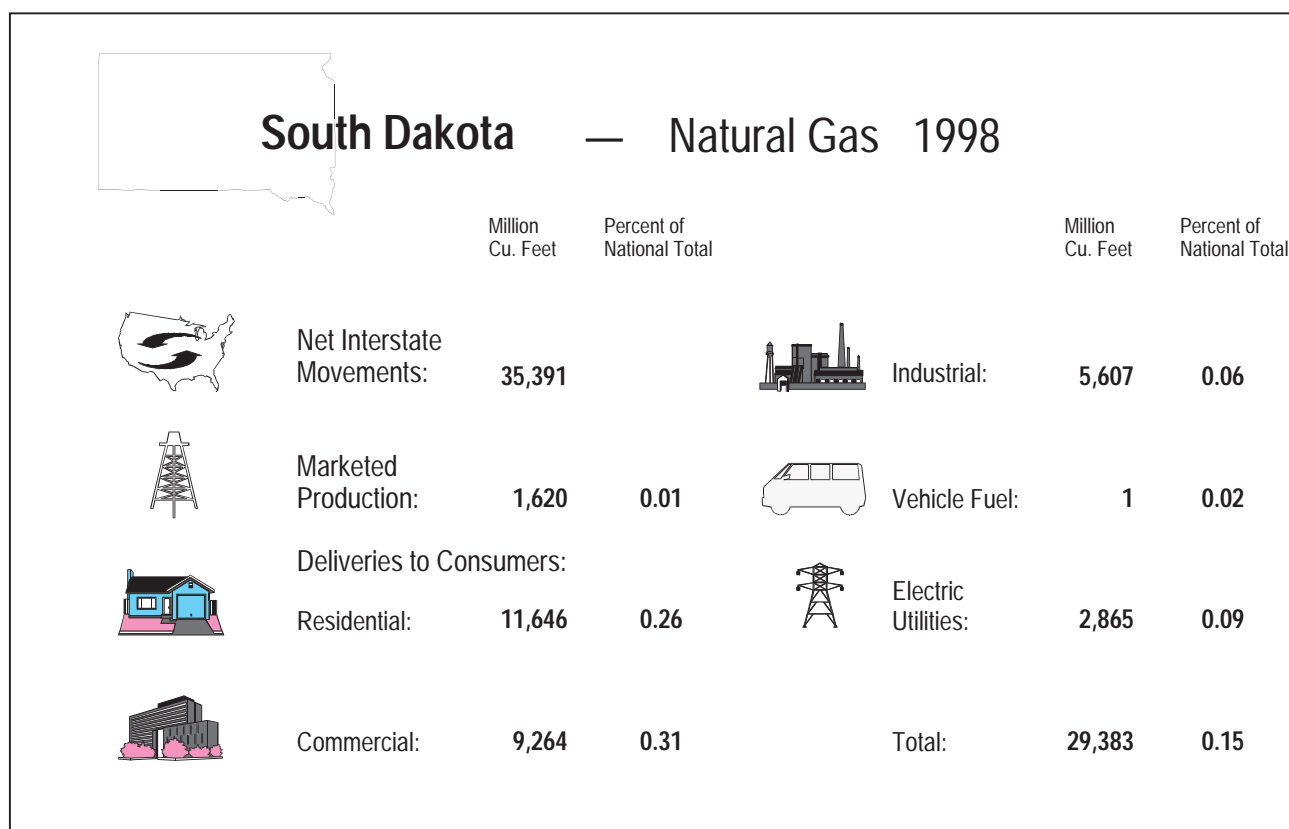 South Dakota — Natural Gas 1998
Million
Cu. Feet
Percent of
National Total
Million
Cu. Feet
Percent of
National Total
Net Interstate
Movements: 35,391
Industrial: 5,607 0.06
Marketed
Production: 1,620 0.01
Vehicle Fuel: 1 0.02
Deliveries to Consumers:
Residential: 11,646 0.26
Electric
Utilities: 2,865 0.09
Commercial: 9,264 0.31
Total: 29,383 0.15